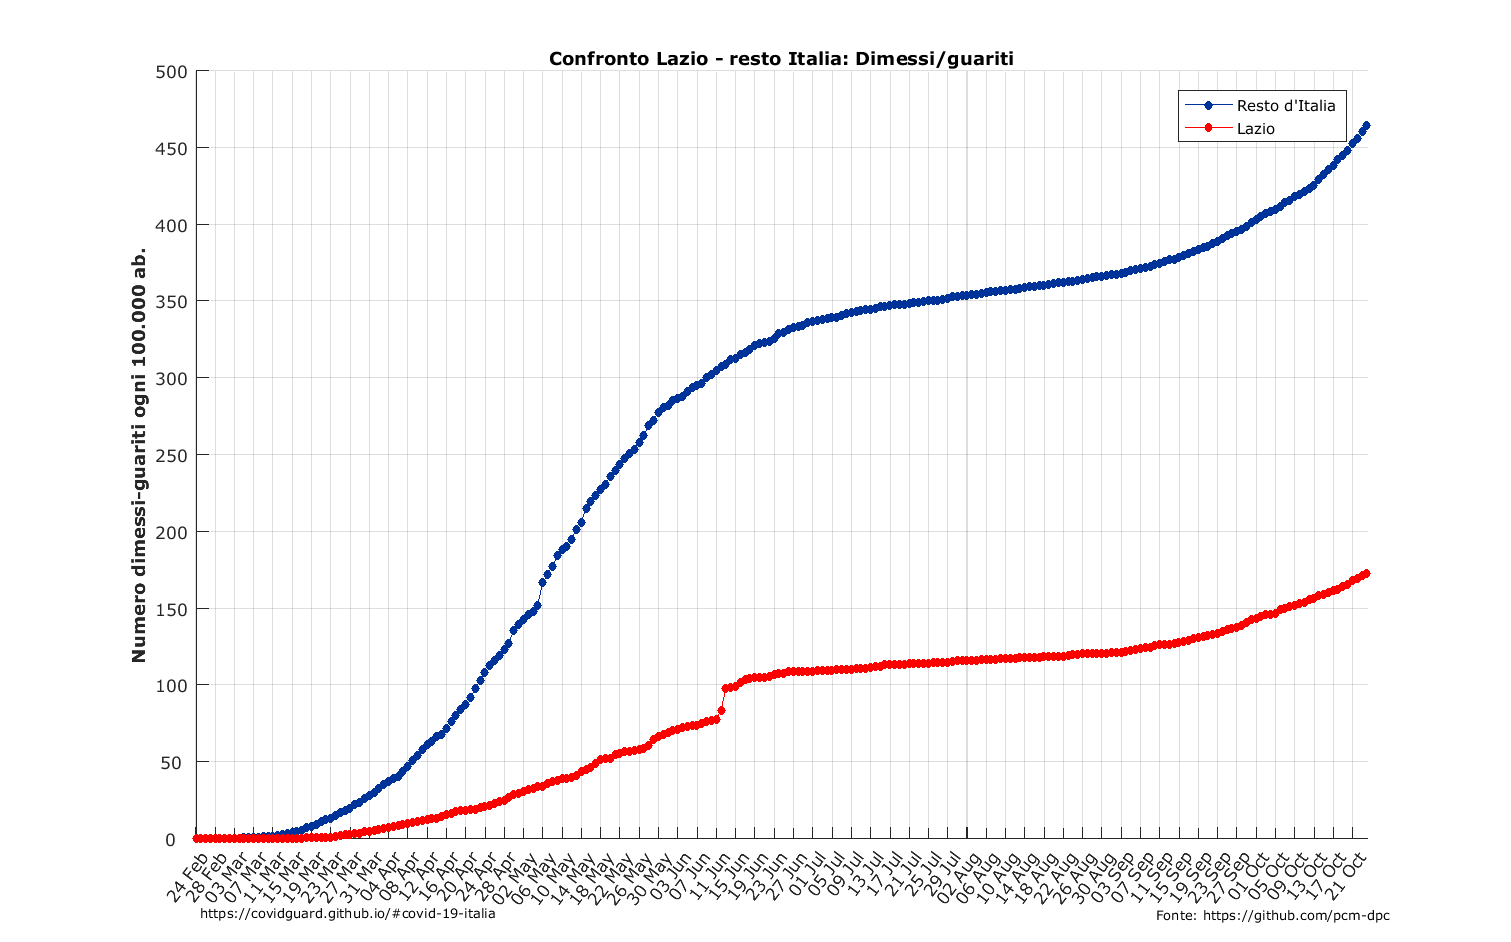 Confronto Lazio - resto Italia: Dimessi/guariti
Resto d'Italia
Lazio
Numero dimessi-guariti ogni 100.000 ab.
500
450
400
350
300
250
200
150
100
50
0
24 Feb
28 Feb
03 Mar
07 Mar
11 Mar
15 Mar
19 Mar
23 Mar
27 Mar
31 Mar
04 Apr
08 Apr
12 Apr
16 Apr
20 Apr
24 Apr
28 Apr
02 May
06 May
10 May
14 May
18 May
22 May
26 May
30 May
03 Jun
07 Jun
11 Jun
15 Jun
19 Jun
23 Jun
27 Jun
01 Jul
05 Jul
09 Jul
13 Jul
17 Jul
21 Jul
25 Jul
29 Jul
02 Aug
06 Aug
10 Aug
14 Aug
18 Aug
22 Aug
26 Aug
30 Aug
03 Sep
07 Sep
11 Sep
15 Sep
19 Sep
23 Sep
27 Sep
01 Oct
05 Oct
09 Oct
13 Oct
17 Oct
21 Oct
https://covidguard.github.io/#covid-19-italia
Fonte: https://github.com/pcm-dpc